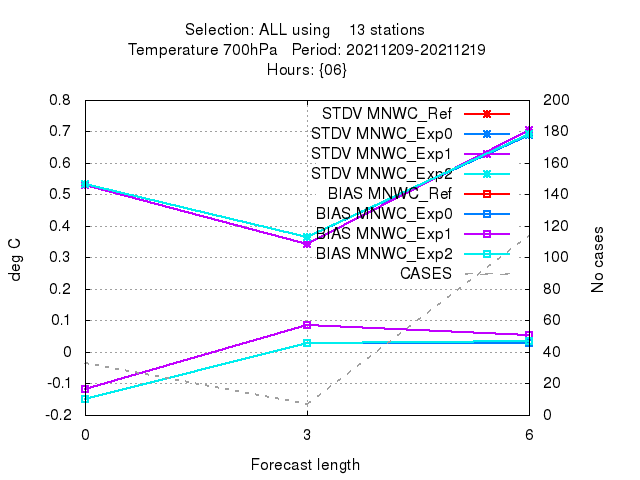 Selection: ALL using    13 stations
Temperature 700hPa   Period: 20211209-20211219
Hours: {06}
0.8
0.7
0.6
0.5
0.4
0.3
0.2
0.1
0
-0.1
-0.2
deg C
200
180
160
140
120
100
80
60
40
20
0
No cases
STDV MNWC_Ref
STDV MNWC_Exp0
STDV MNWC_Exp1
STDV MNWC_Exp2
BIAS MNWC_Ref
BIAS MNWC_Exp0
BIAS MNWC_Exp1
BIAS MNWC_Exp2
CASES
0 3 6
Forecast length